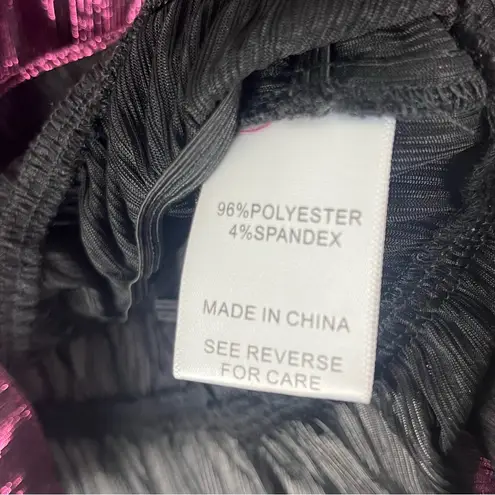 96%POLYESTER
4%SPANDEX
MADE IN CHINA
SEE REVERSE
FOR CARE